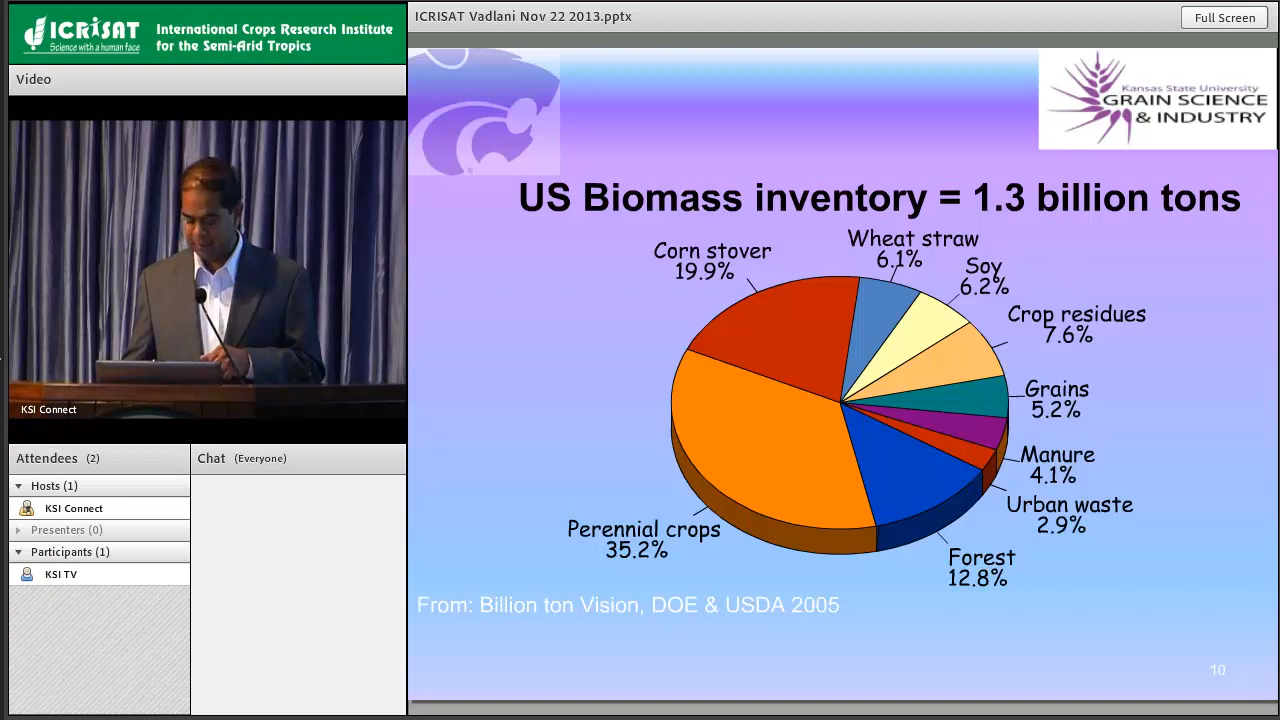 ICRISAT
Science with a human face
International Crops Research Institute
for the Semi-Arid Tropics
Video
KSI Connect
Attendees (2)
Hosts (1)
KSI Connect
Presenters (0)
Participants (1)
KSI TV
Chat (Everyone)
ICRISAT Vadlani Nov 22 2013.pptx
Full Screen
Kansas State University
GRAIN SCIENCE
& INDUSTRY
US Biomass inventory = 1.3 billion tons
Corn stover
19.9%
Wheat straw
6.1%
Soy
6.2%
Crop residues
7.6%
Grains
5.2%
Manure
4.1%
Urban waste
2.9%
Forest
12.8%
Perennial crops
35.2%
From: Billion ton Vision, DOE & USDA 2005
10